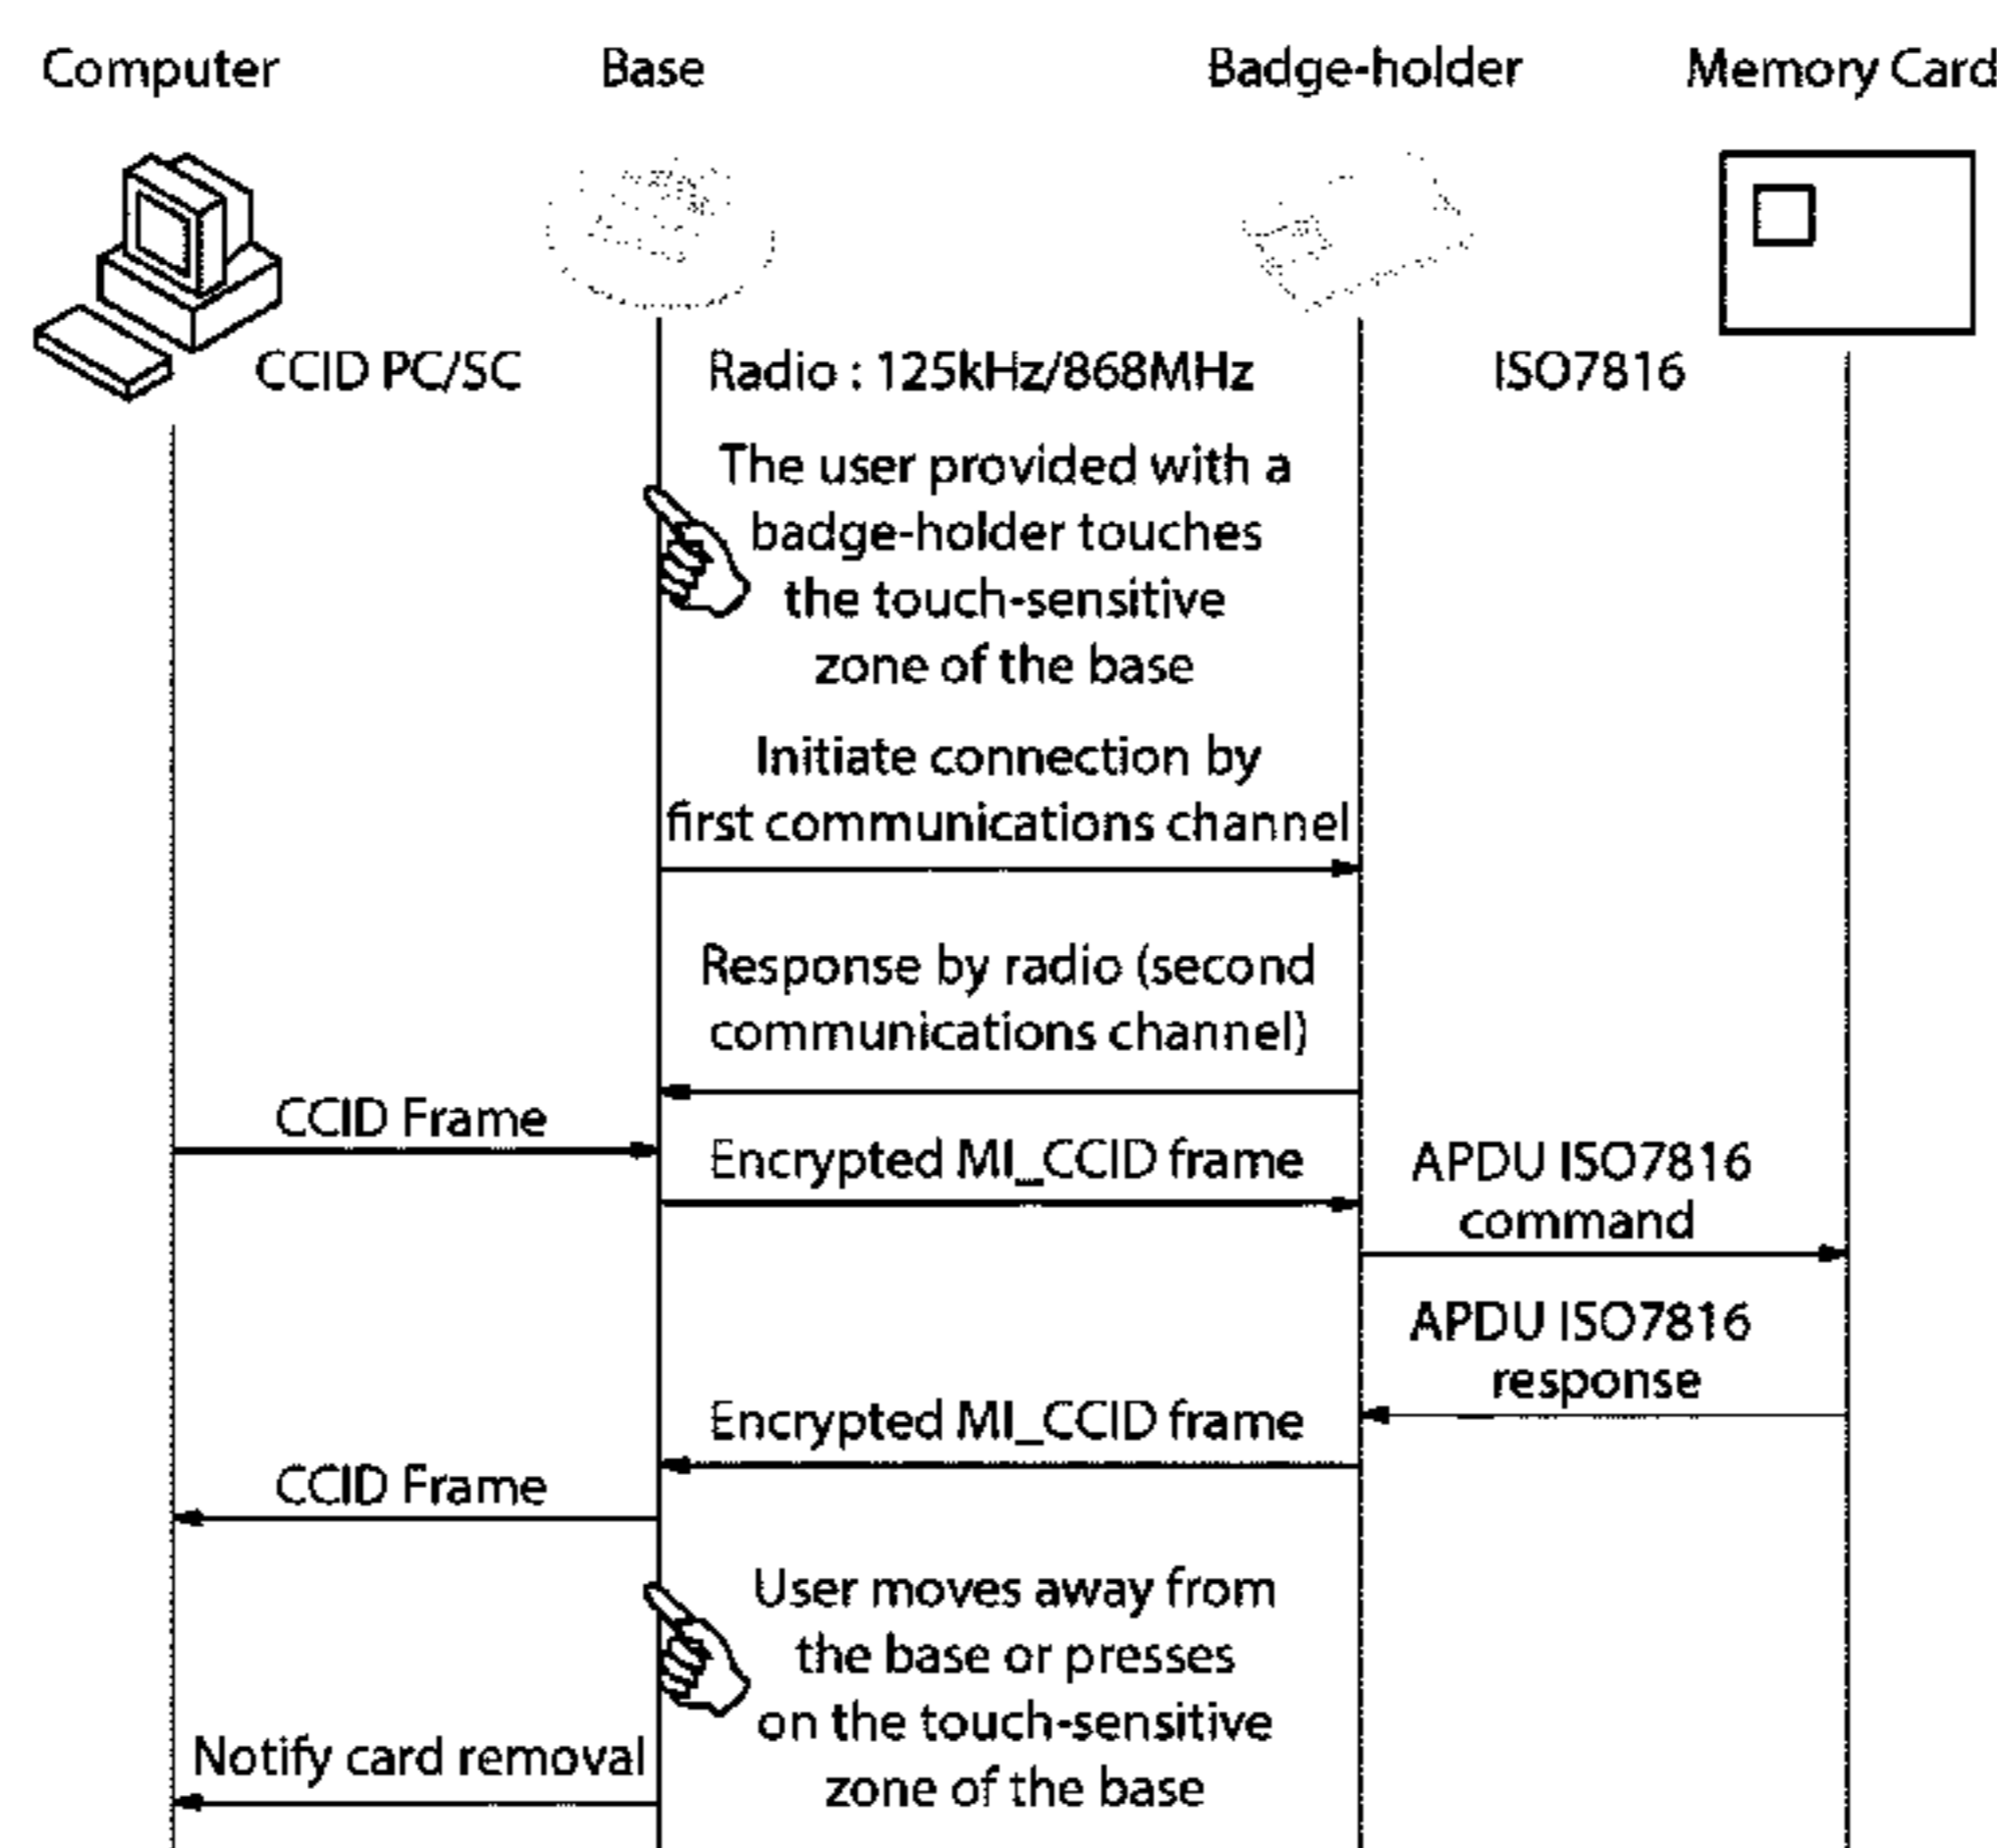 Computer
Base
Badge-holder
Memory Card
CCID PC/SC
Radio : 125kHz/868MHz
ISO7816
The user provided with a
badge-holder touches
the touch-sensitive
zone of the base
Initiate connection by
first communications channel
Response by radio (second
communications channel)
CCID Frame
Encrypted MI_CCID frame
APDU ISO7816
command
APDU ISO7816
response
Encrypted MI_CCID frame
CCID Frame
User moves away from
the base or presses
on the touch-sensitive
zone of the base
Notify card removal